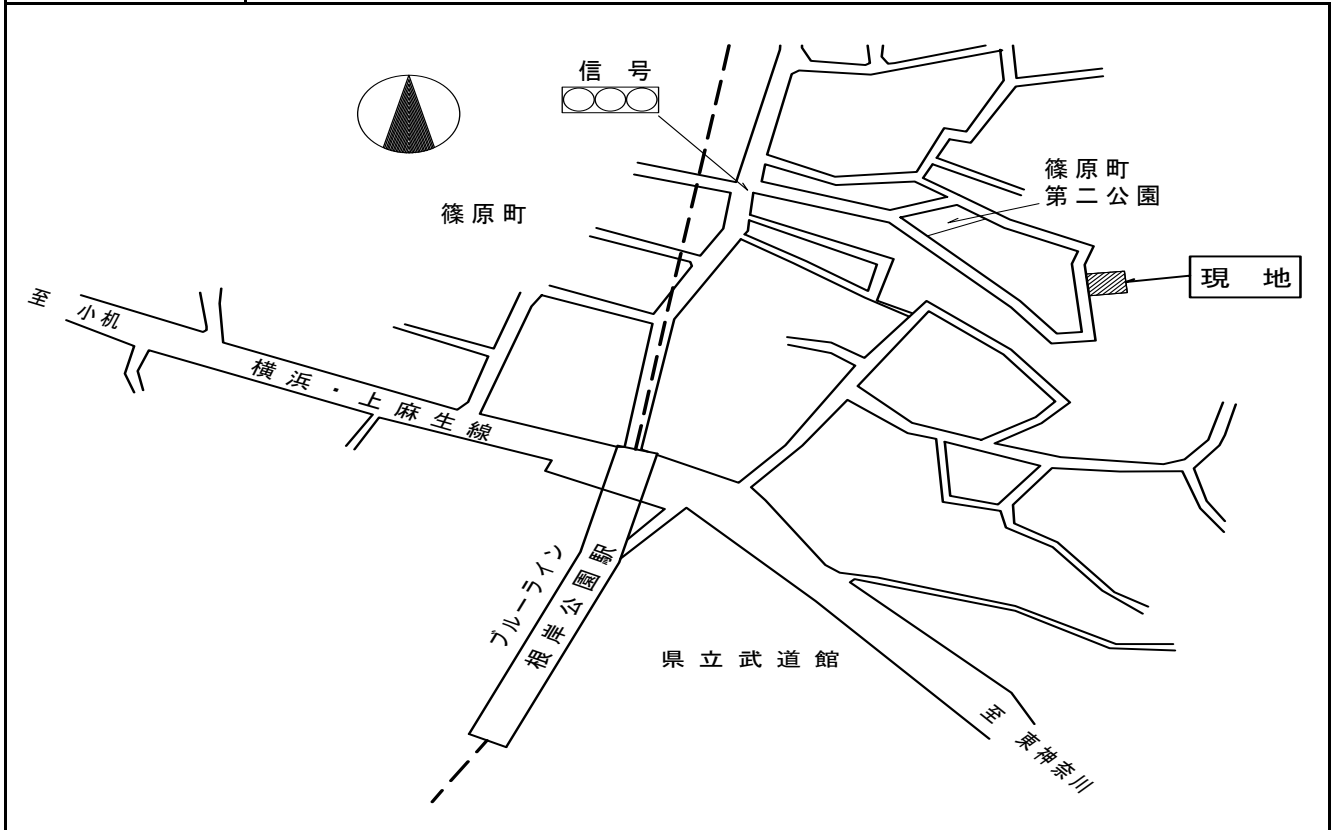 信号
篠原町
第二公園
篠原町
現地
至
小机
横浜・上麻生線
ブルーライン
根岸公園駅
県立武道館
至
東神奈川